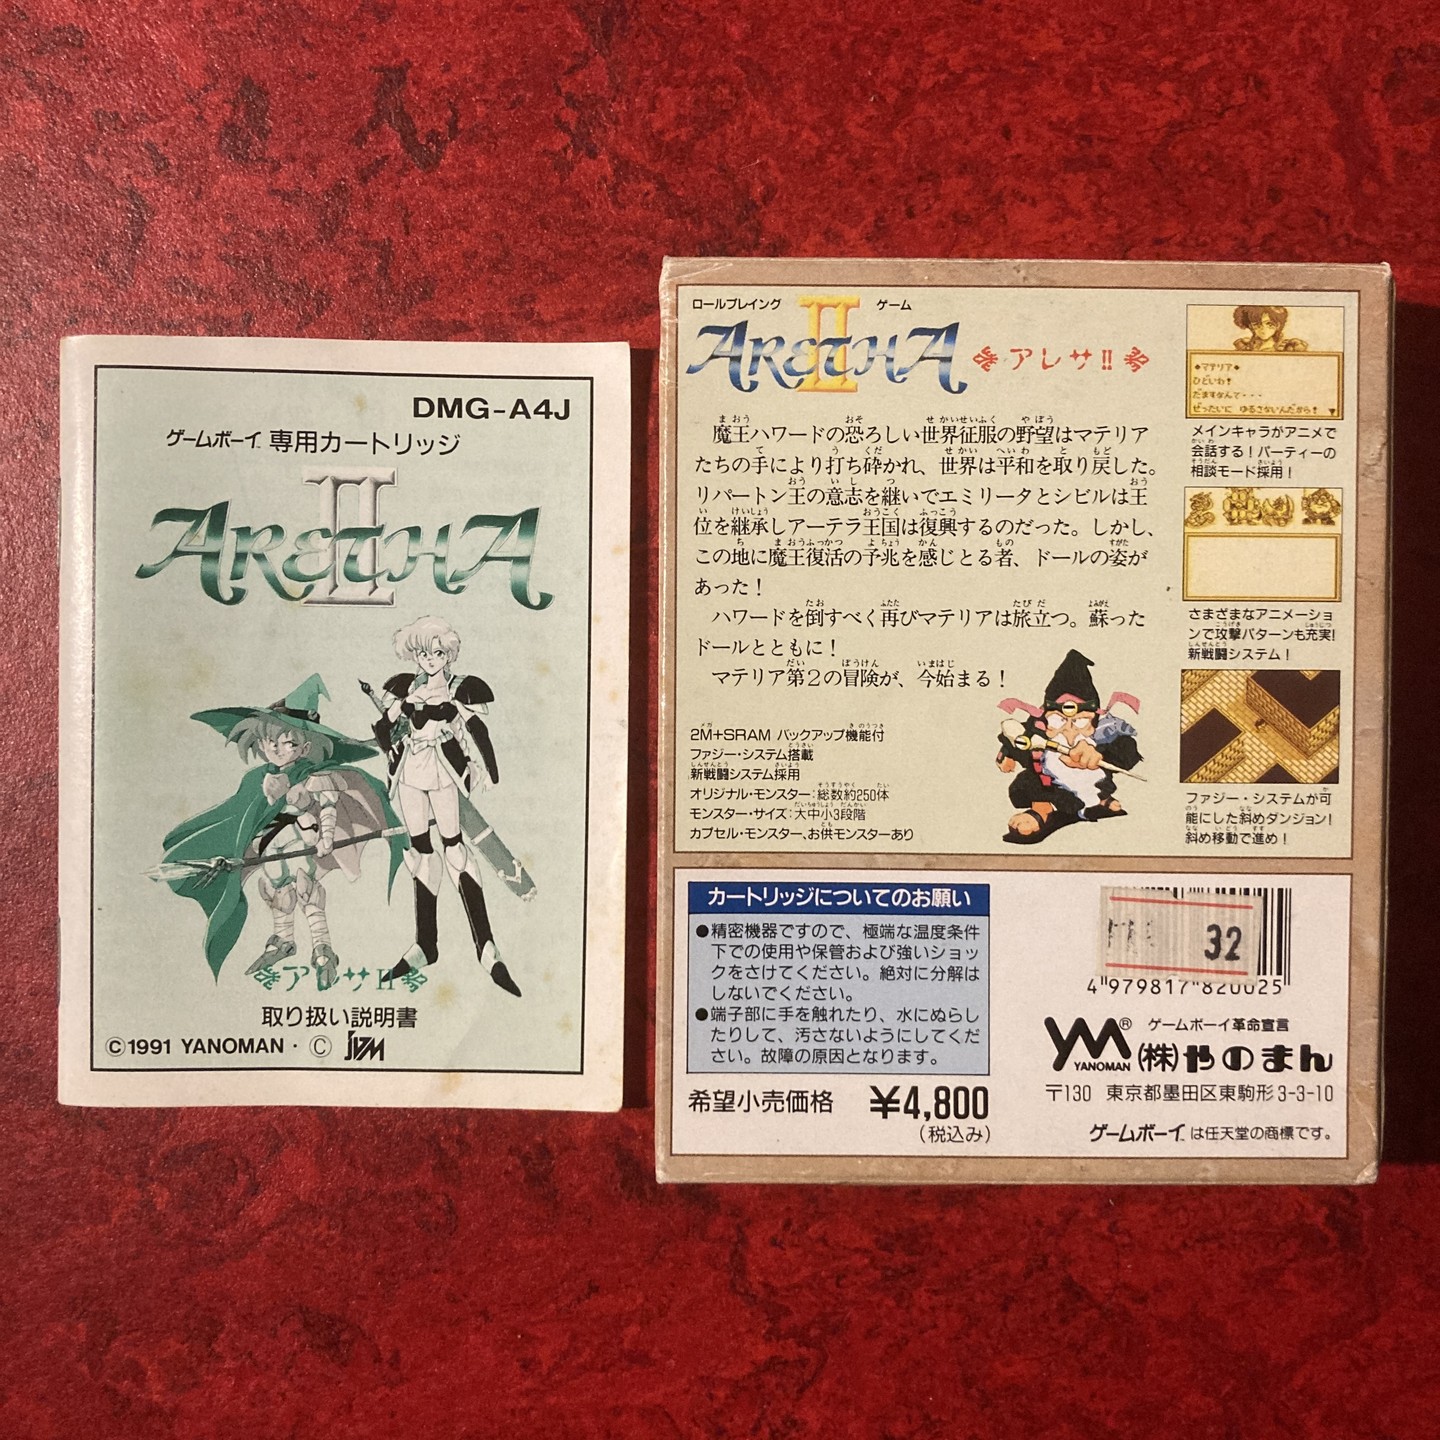 DMG-A4J
ゲームボーイ 専用カートリッジ
II
ARETHA
アレサII
取り扱い説明書
©1991 YANOMAN・© JVM
ロールプレイング ゲーム
II
ARETHA アレサII
魔王ハワードの恐ろしい世界征服の野望はマテリア
たちの手により打ち砕かれ、世界は平和を取り戻した。
リパートン王の意志を継いでエミリータとシビルは王
位を継承しアーテラ王国は復興するのだった。しかし、
この地に魔王復活の予兆を感じとる者、ドールの姿が
あった！
ハワードを倒すべく再びマテリアは旅立つ。蘇った
ドールとともに！
マテリア第2の冒険が、今始まる！
2M+SRAM バックアップ機能付
ファジー・システム搭載
新戦闘システム採用
オリジナル・モンスター：総数約250体
モンスター・サイズ：大中小3段階
カプセル・モンスター、お供モンスターあり
◆マテリア◆
ひどいわ！
だますなんて・・・
ぜったいに ゆるさないんだから！
メインキャラがアニメで
会話する！パーティーの
相談モード採用！
さまざまなアニメーショ
ンで攻撃パターンも充実！
新戦闘システム！
ファジー・システムが可
能にした斜めダンジョン！
斜め移動で進め！
カートリッジについてのお願い
●精密機器ですので、極端な温度条件
下での使用や保管および強いショッ
クをさけてください。絶対に分解は
しないでください。
●端子部に手を触れたり、水にぬらし
たりして、汚さないようにしてくだ
さい。故障の原因となります。
希望小売価格 ¥4,800
(税込み)
32
4 979817 820025
YM® ゲームボーイ革命宣言
YANOMAN (株)やのまん
〒130 東京都墨田区東駒形3-3-10
ゲームボーイは任天堂の商標です。